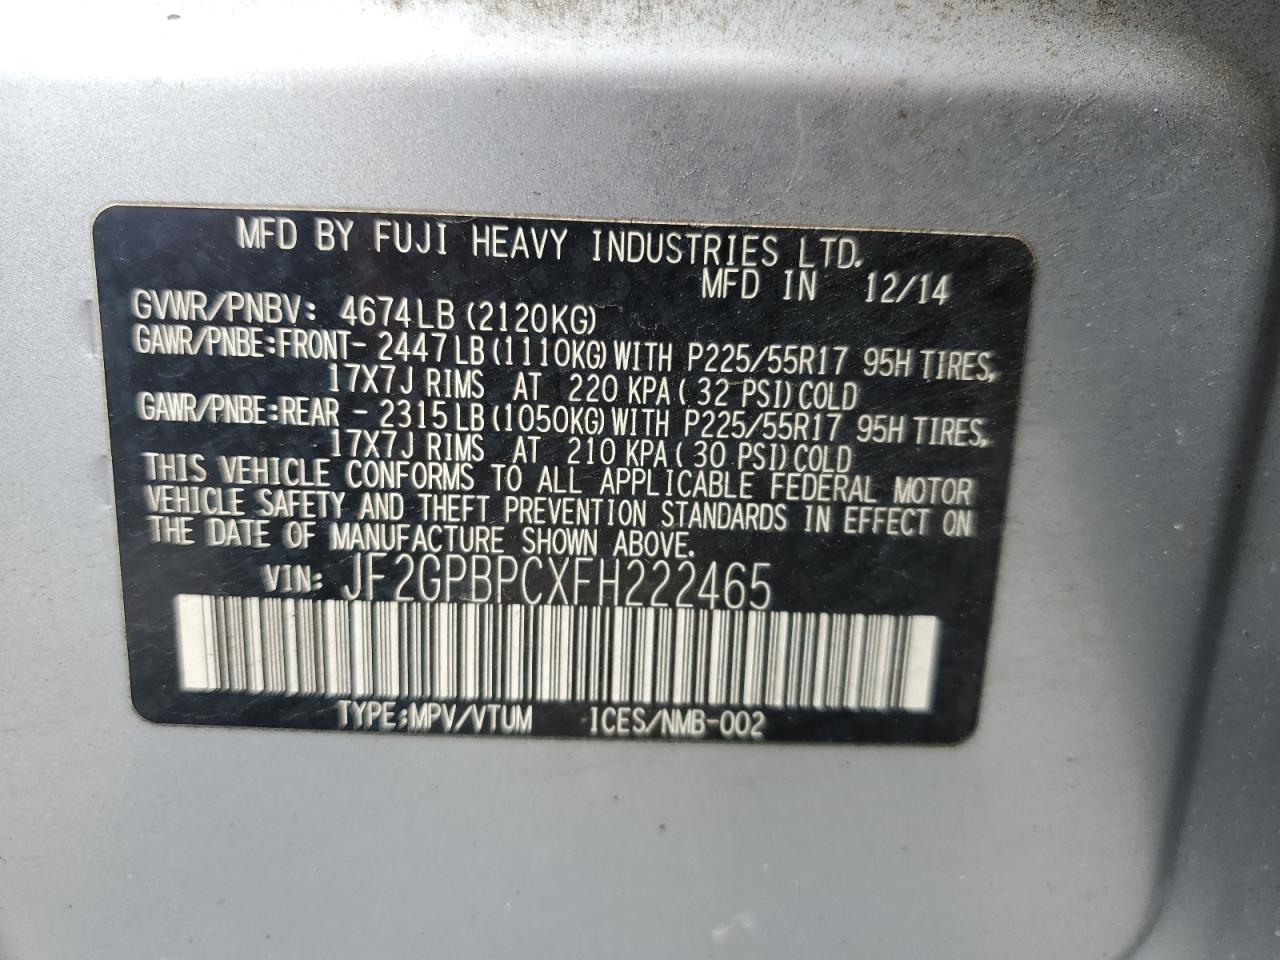 MFD BY FUJI HEAVY INDUSTRIES LTD.
MFD IN 12/14
GVWR/PNBV: 4674LB (2120KG)
GAWR/PNBE:FRONT- 2447LB (1110KG) WITH P225/55R17 95H TIRES,
17X7J RIMS AT 220 KPA ( 32 PSI) COLD
GAWR/PNBE:REAR - 2315LB (1050KG) WITH P225/55R17 95H TIRES,
17X7J RIMS AT 210 KPA ( 30 PSI) COLD
THIS VEHICLE CONFORMS TO ALL APPLICABLE FEDERAL MOTOR
VEHICLE SAFETY AND THEFT PREVENTION STANDARDS IN EFFECT ON
THE DATE OF MANUFACTURE SHOWN ABOVE.
VIN: JF2GPBPCXFH222465
TYPE:MPV/VTUM ICES/NMB-002